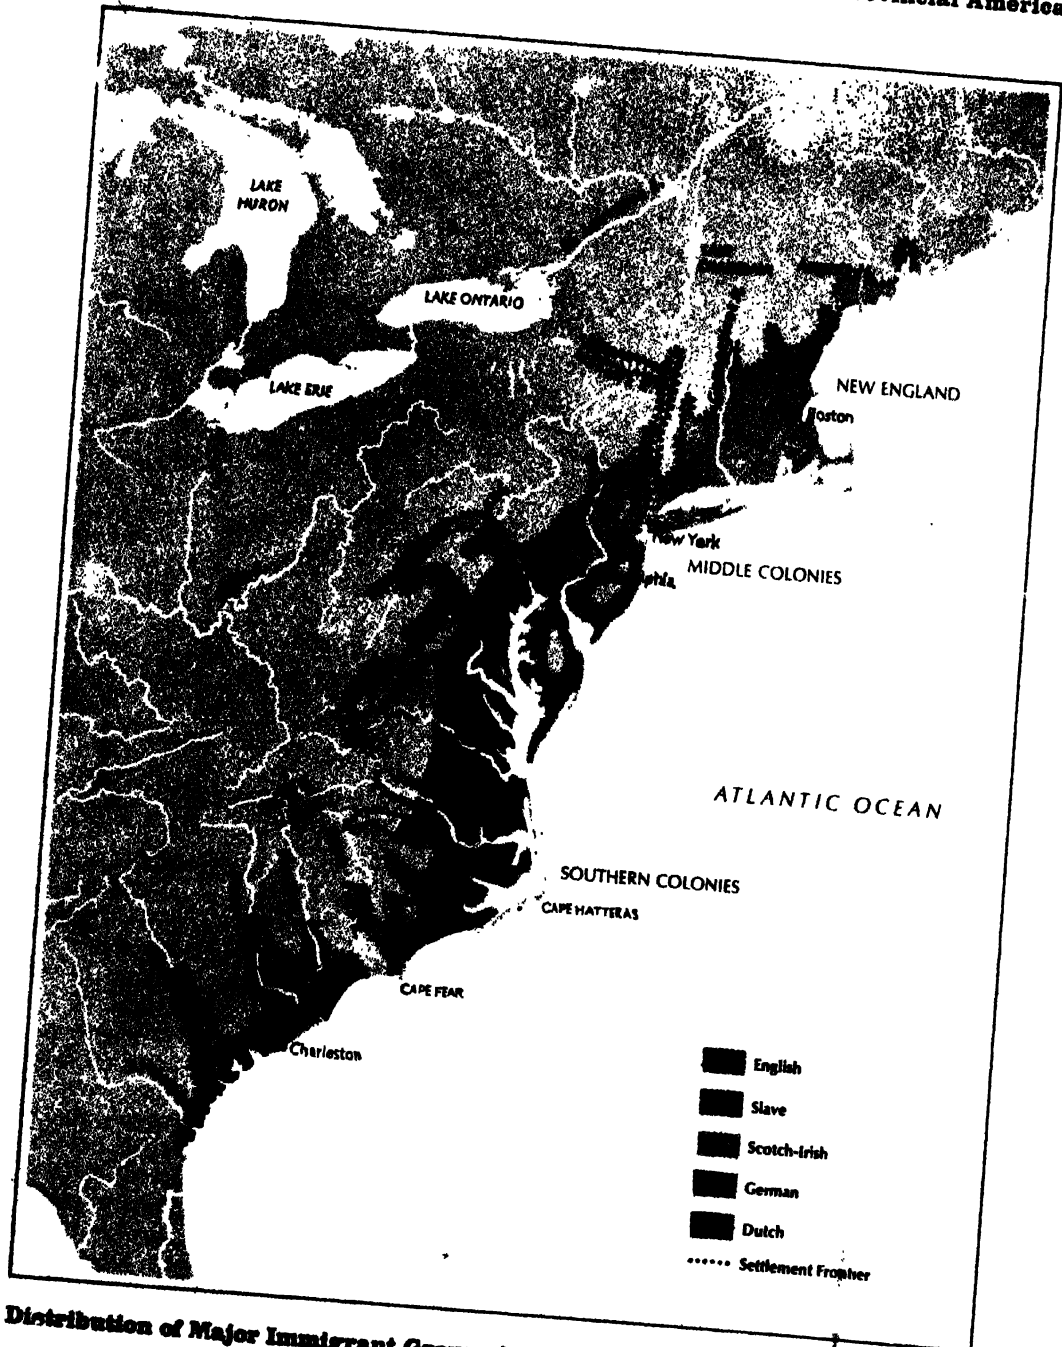 America
LAKE
HURON
LAKE ONTARIO
LAKE ERIE
NEW ENGLAND
Boston
New York
MIDDLE COLONIES
ATLANTIC OCEAN
SOUTHERN COLONIES
CAPE HATTERAS
CAPE FEAR
Charleston
English
Slave
Scotch-Irish
German
Dutch
Settlement Frontier
Distribution of Major Immigrant